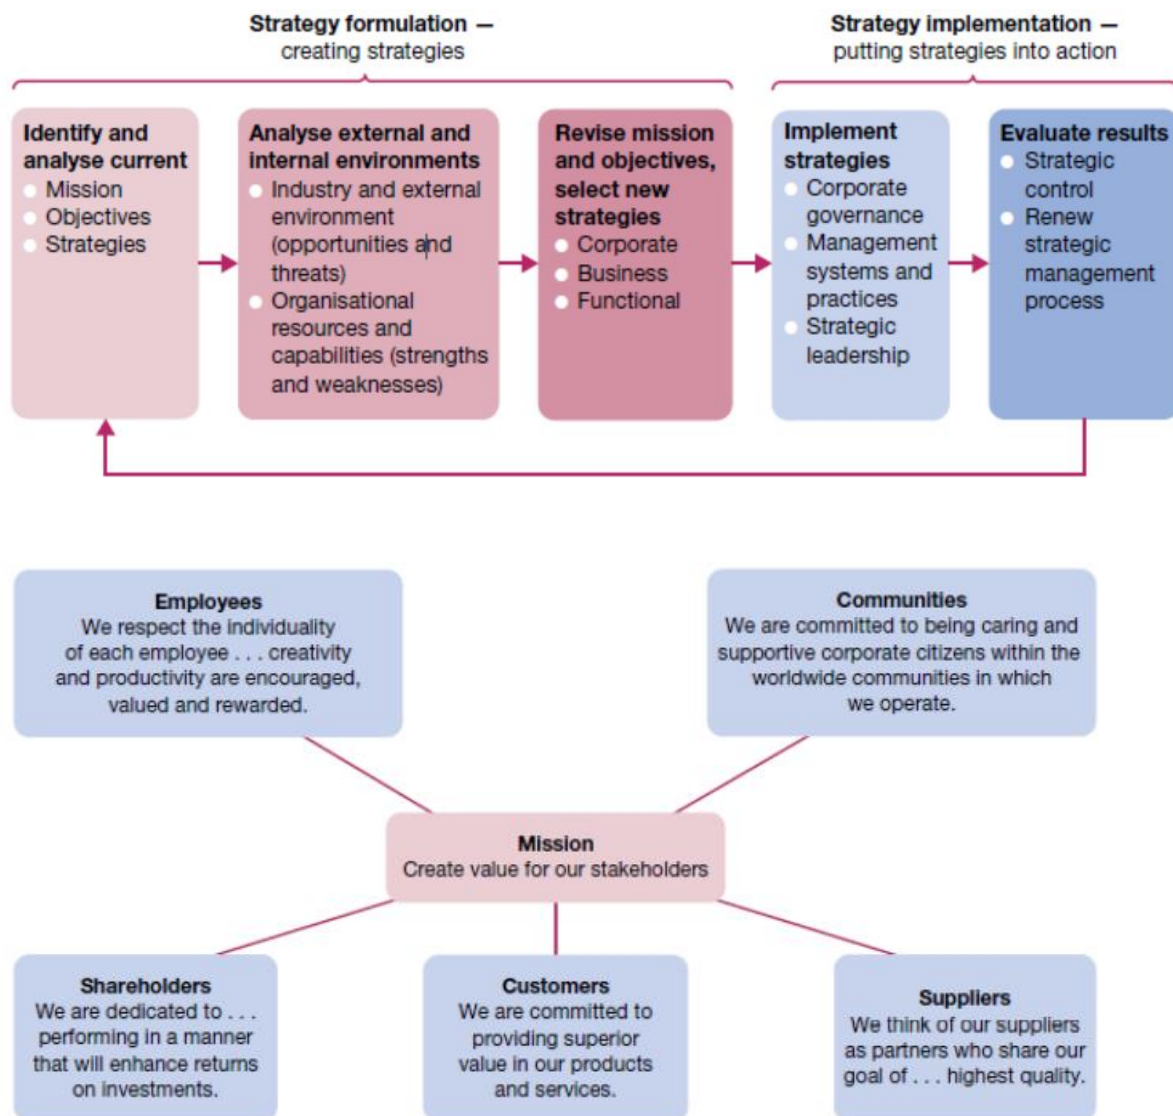 Strategy formulation —
creating strategies
Strategy implementation —
putting strategies into action
Identify and
analyse current
Mission
Objectives
Strategies
Analyse external and
internal environments
Industry and external
environment
(opportunities and
threats)
Organisational
resources and
capabilities (strengths
and weaknesses)
Revise mission
and objectives,
select new
strategies
Corporate
Business
Functional
Implement
strategies
Corporate
governance
Management
systems and
practices
Strategic
leadership
Evaluate results
Strategic
control
Renew
strategic
management
process
Employees
We respect the individuality
of each employee . . . creativity
and productivity are encouraged,
valued and rewarded.
Communities
We are committed to being caring and
supportive corporate citizens within the
worldwide communities in which
we operate.
Mission
Create value for our stakeholders
Shareholders
We are dedicated to . . .
performing in a manner
that will enhance returns
on investments.
Customers
We are committed to
providing superior
value in our products
and services.
Suppliers
We think of our suppliers
as partners who share our
goal of . . . highest quality.